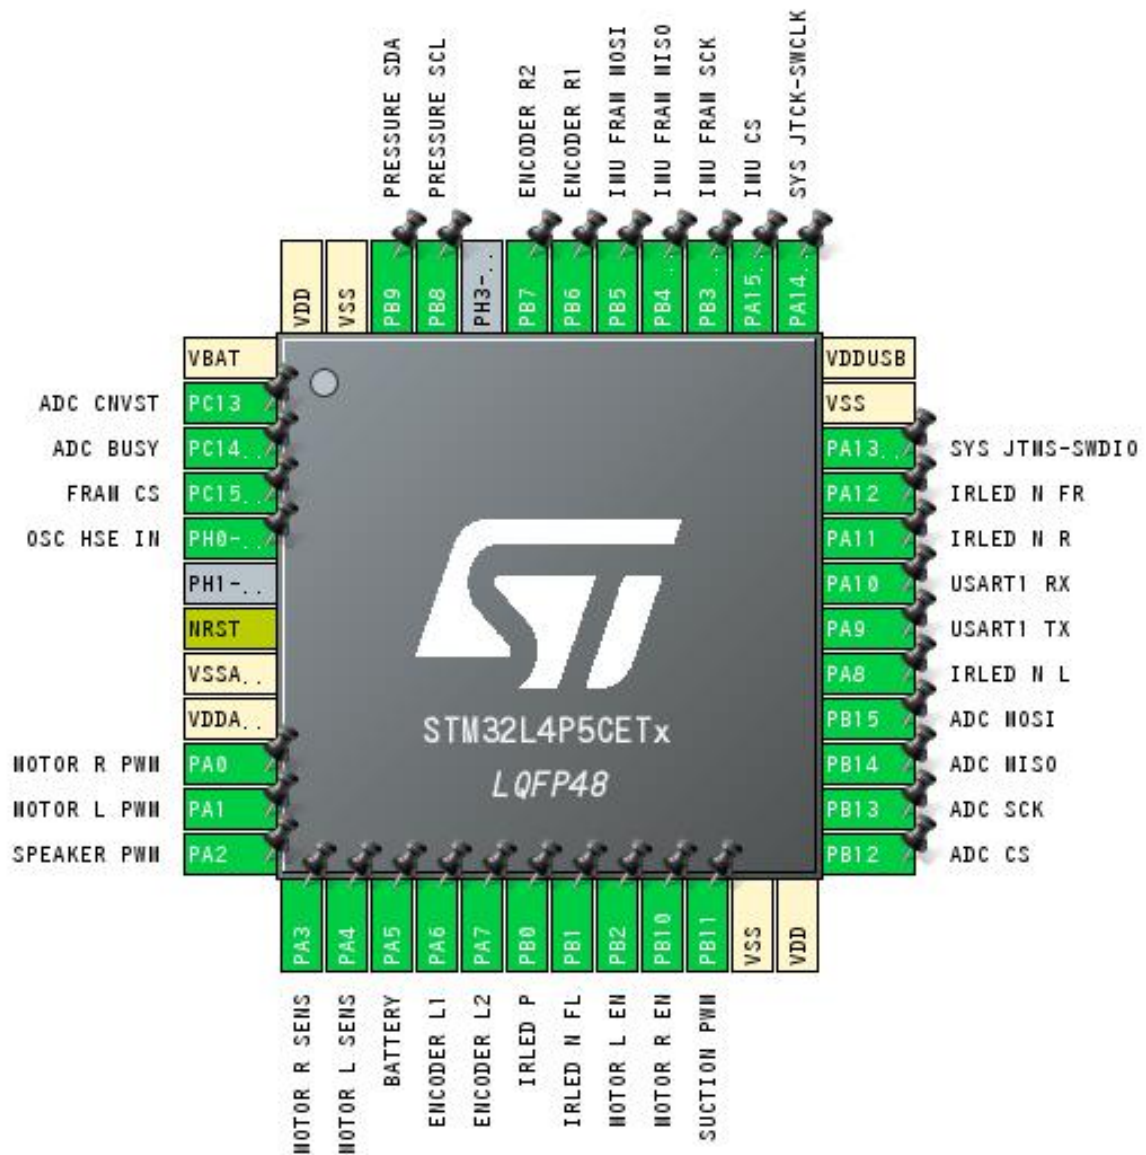 PRESSURE SDA
PRESSURE SCL
ENCODER R2
ENCODER R1
IMU FRAM MOSI
IMU FRAM MISO
IMU FRAM SCK
IMU CS
SYS JTCK-SWCLK
VDD
VSS
PB9
PB8
PH3-..
PB7
PB6
PB5
PB4..
PB3..
PA15..
PA14..
VBAT
ADC CNVST PC13
ADC BUSY PC14..
FRAM CS PC15..
OSC HSE IN PH0-..
PH1-..
NRST
VSSA..
VDDA..
MOTOR R PWM PA0
MOTOR L PWM PA1
SPEAKER PWM PA2
STM32L4P5CETx
LQFP48
VDDUSB
VSS
PA13.. SYS JTMS-SWDIO
PA12 IRLED N FR
PA11 IRLED N R
PA10 USART1 RX
PA9 USART1 TX
PA8 IRLED N L
PB15 ADC MOSI
PB14 ADC MISO
PB13 ADC SCK
PB12 ADC CS
PA3
PA4
PA5
PA6
PA7
PB0
PB1
PB2
PB10
PB11
VSS
VDD
MOTOR R SENS
MOTOR L SENS
BATTERY
ENCODER L1
ENCODER L2
IRLED P
IRLED N FL
MOTOR L EN
MOTOR R EN
SUCTION PWM